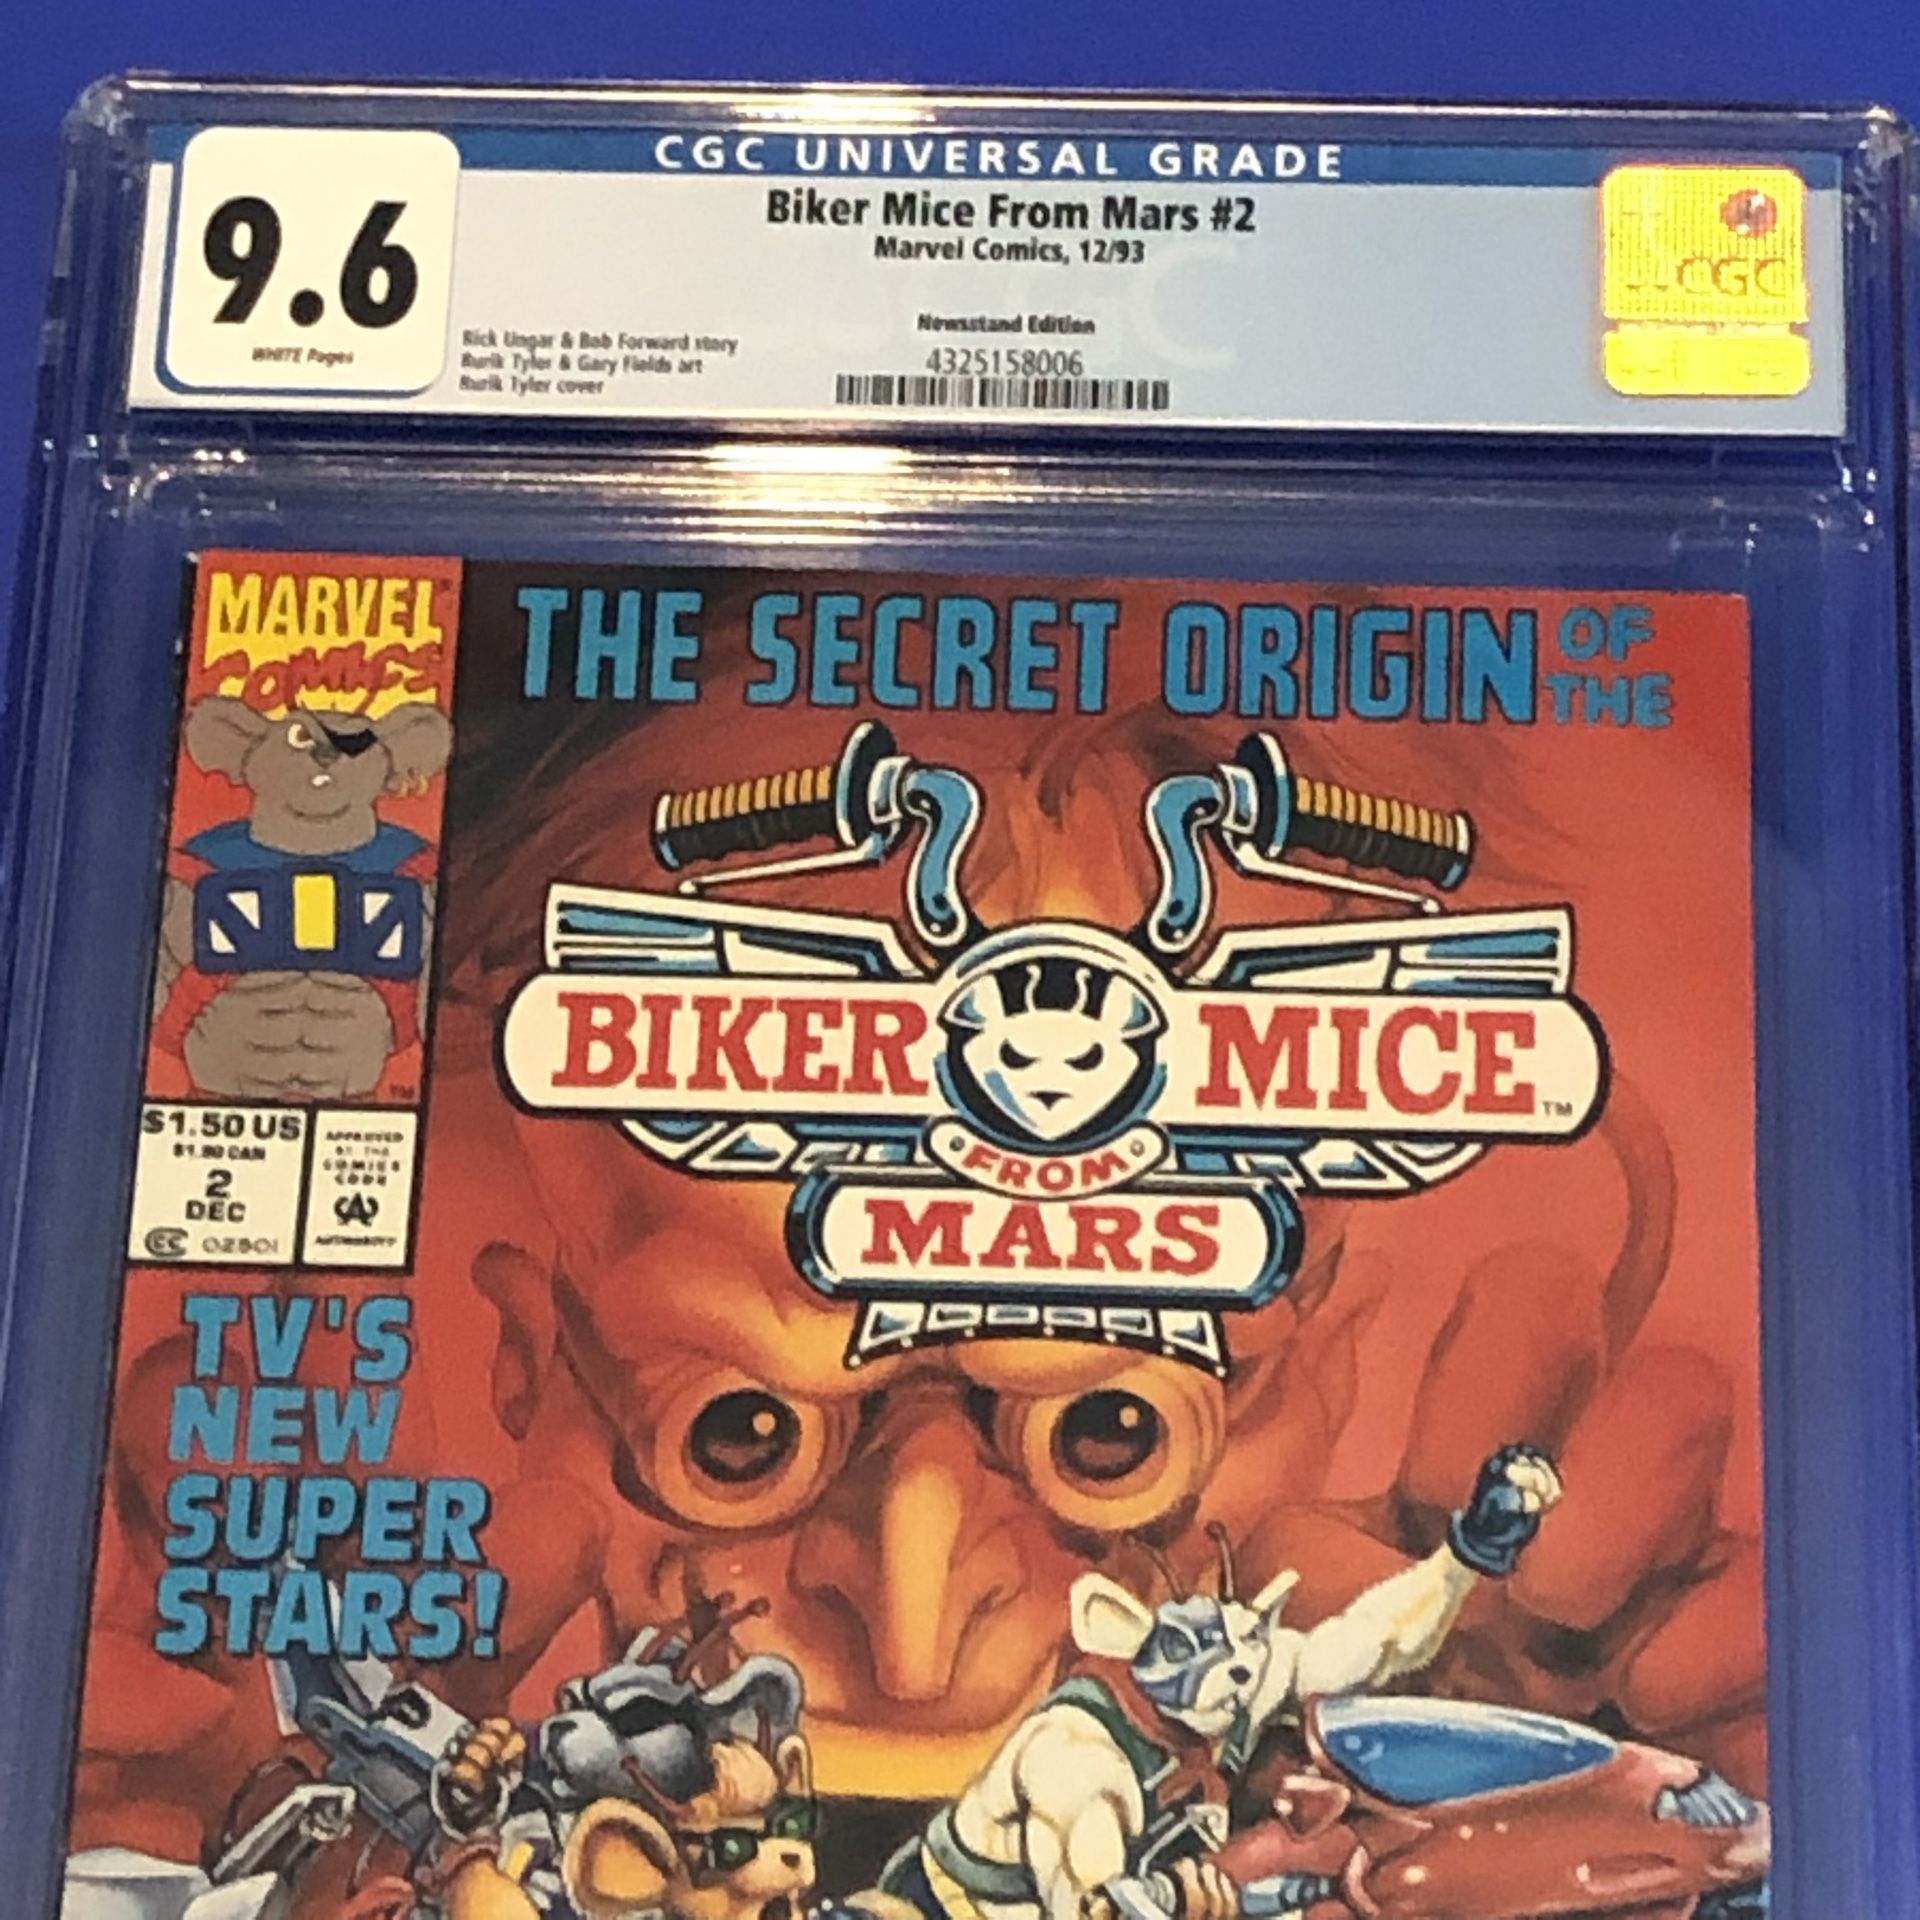 CGC UNIVERSAL GRADE
9.6
WHITE Pages
Biker Mice From Mars #2
Marvel Comics, 12/93
Newsstand Edition
4325158006
Rick Ungar & Bob Forward story
Rurik Tyler & Gary Fields art
Rurik Tyler cover
CGC
MARVEL
COMICS
TM
$1.50 US
$1.80 CAN
2
DEC
CC 02801
APPROVED
BY THE
COMICS
CODE
AUTHORITY
THE SECRET ORIGIN OF THE
BIKER MICE TM
FROM
MARS
TV'S
NEW
SUPER
STARS!